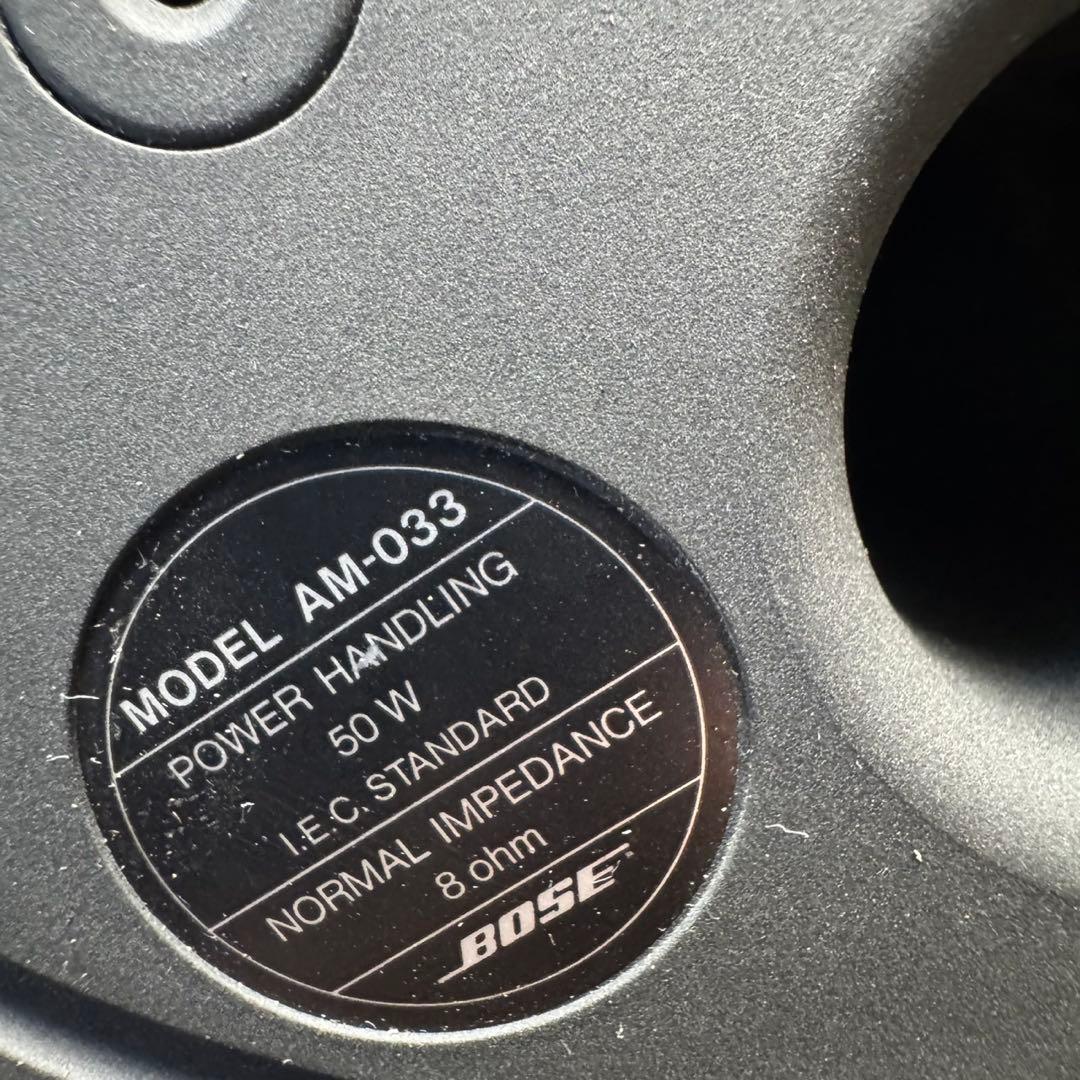 MODEL AM-033
POWER HANDLING
50 W
I.E.C. STANDARD
NORMAL IMPEDANCE
8 ohm
BOSE